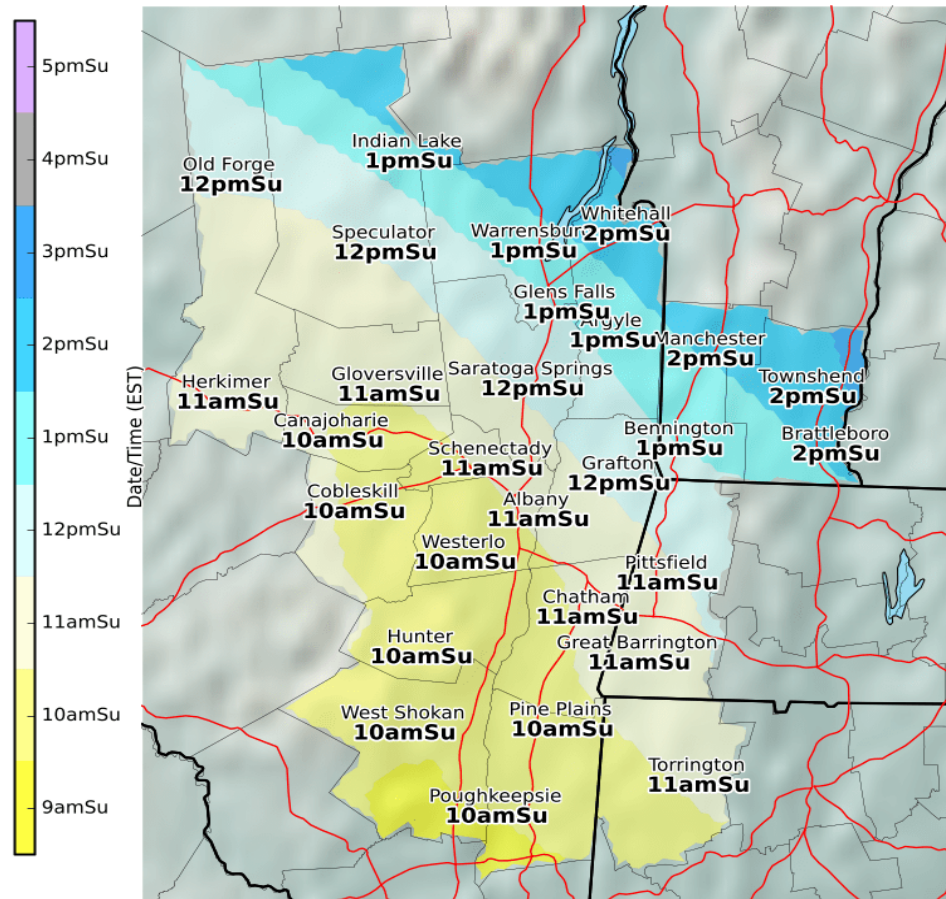 5pmSu
4pmSu
3pmSu
2pmSu
1pmSu
12pmSu
11amSu
10amSu
9amSu
Date/Time (EST)
Indian Lake
1pmSu
Old Forge
12pmSu
Speculator
12pmSu
Warrensbur
1pmSu
Whitehall
2pmSu
Glens Falls
1pmSu
Argyle
1pmSu
Manchester
2pmSu
Townshend
2pmSu
Herkimer
11amSu
Gloversville
11amSu
Saratoga Springs
12pmSu
Canajoharie
10amSu
Schenectady
11amSu
Bennington
1pmSu
Brattleboro
2pmSu
Grafton
12pmSu
Cobleskill
10amSu
Albany
11amSu
Westerlo
10amSu
Pittsfield
11amSu
Chatham
11amSu
Hunter
10amSu
Great Barrington
11amSu
West Shokan
10amSu
Pine Plains
10amSu
Torrington
11amSu
Poughkeepsie
10amSu